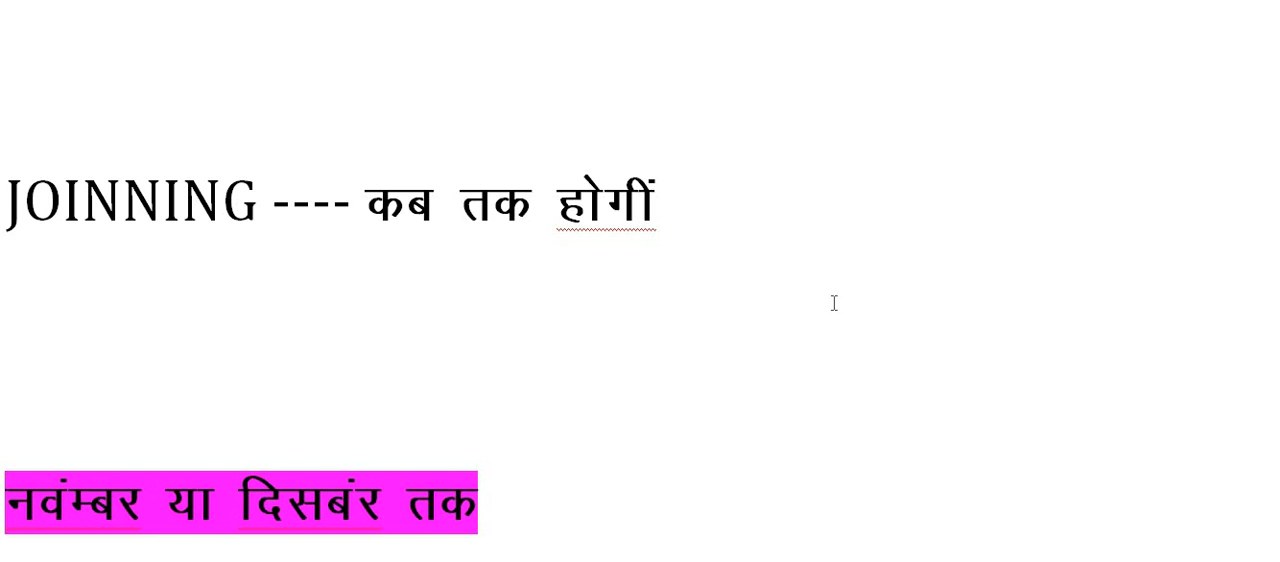 JOINNING ---- कब तक होगीं
नवंम्बर या दिसबंर तक